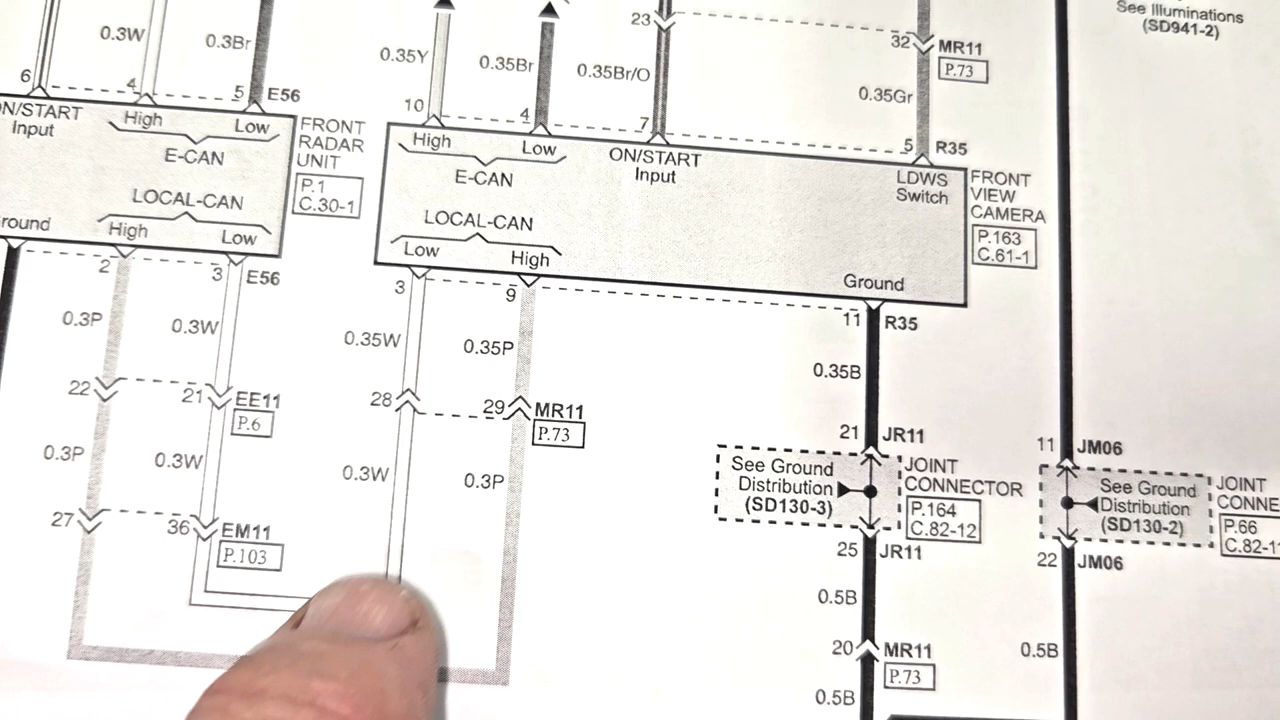 See Illuminations
(SD941-2)
0.3W
0.3Br
0.35Y
0.35Br
0.35Br/O
23
32
MR11
P.73
0.35Gr
6
4
5
E56
10
4
7
5
R35
ON/START
Input
High
Low
E-CAN
FRONT
RADAR
UNIT
P.1
C.30-1
High
Low
E-CAN
ON/START
Input
LDWS
Switch
FRONT
VIEW
CAMERA
P.163
C.61-1
LOCAL-CAN
High
Low
LOCAL-CAN
Low
High
Ground
2
3
E56
3
9
11
R35
0.3P
0.3W
0.35W
0.35P
0.35B
22
21
EE11
P.6
28
29
MR11
P.73
21
JR11
11
JM06
0.3P
0.3W
0.3W
0.3P
See Ground
Distribution
(SD130-3)
JOINT
CONNECTOR
P.164
C.82-12
See Ground
Distribution
(SD130-2)
JOINT
CONNE
P.66
C.82-1
27
36
EM11
P.103
25
JR11
22
JM06
0.5B
0.5B
20
MR11
P.73
0.5B